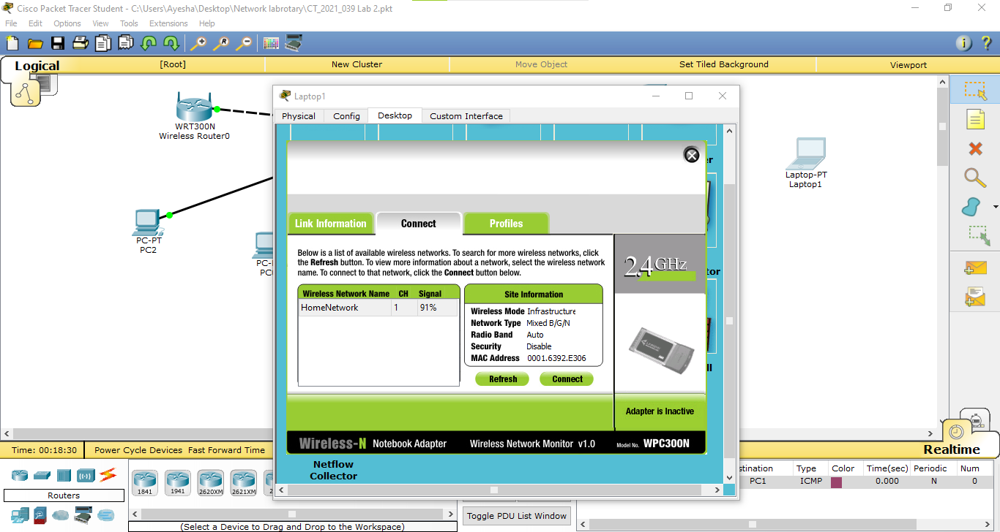 Cisco Packet Tracer Student - C:\Users\Ayesha\Desktop\Network labrotary\CT_2021_039 Lab 2.pkt
File Edit Options View Tools Extensions Help
Logical [Root] New Cluster Move Object Set Tiled Background Viewport
Laptop1
Physical Config Desktop Custom Interface
WRT300N
Wireless Router0
Laptop-PT
Laptop1
PC-PT
PC2
PC-
PC
er
tor
ll
Link Information Connect Profiles
Below is a list of available wireless networks. To search for more wireless networks, click
the Refresh button. To view more information about a network, select the wireless network
name. To connect to that network, click the Connect button below.
2.4GHz
Wireless Network Name CH Signal
HomeNetwork 1 91%
Site Information
Wireless Mode Infrastructure
Network Type Mixed B/G/N
Radio Band Auto
Security Disable
MAC Address 0001.6392.E306
Refresh Connect
Adapter is Inactive
Wireless-N Notebook Adapter Wireless Network Monitor v1.0 Model No. WPC300N
Netflow
Collector
Time: 00:18:30 Power Cycle Devices Fast Forward Time Realtime
Routers
1841 1941 2620XM 2621XM 2
(Select a Device to Drag and Drop to the Workspace)
Toggle PDU List Window
stination Type Color Time(sec) Periodic Num
PC1 ICMP 0.000 N 0